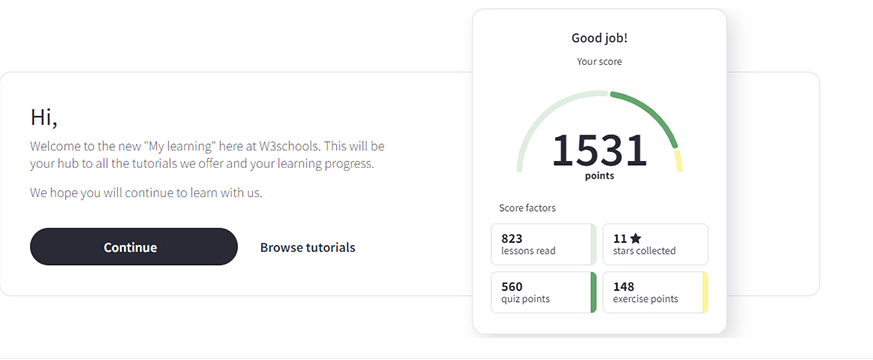 Hi,
Welcome to the new "My learning" here at W3schools. This will be
your hub to all the tutorials we offer and your learning progress.
We hope you will continue to learn with us.
Continue
Browse tutorials
Good job!
Your score
1531
points
Score factors
823
lessons read
11 ★
stars collected
560
quiz points
148
exercise points